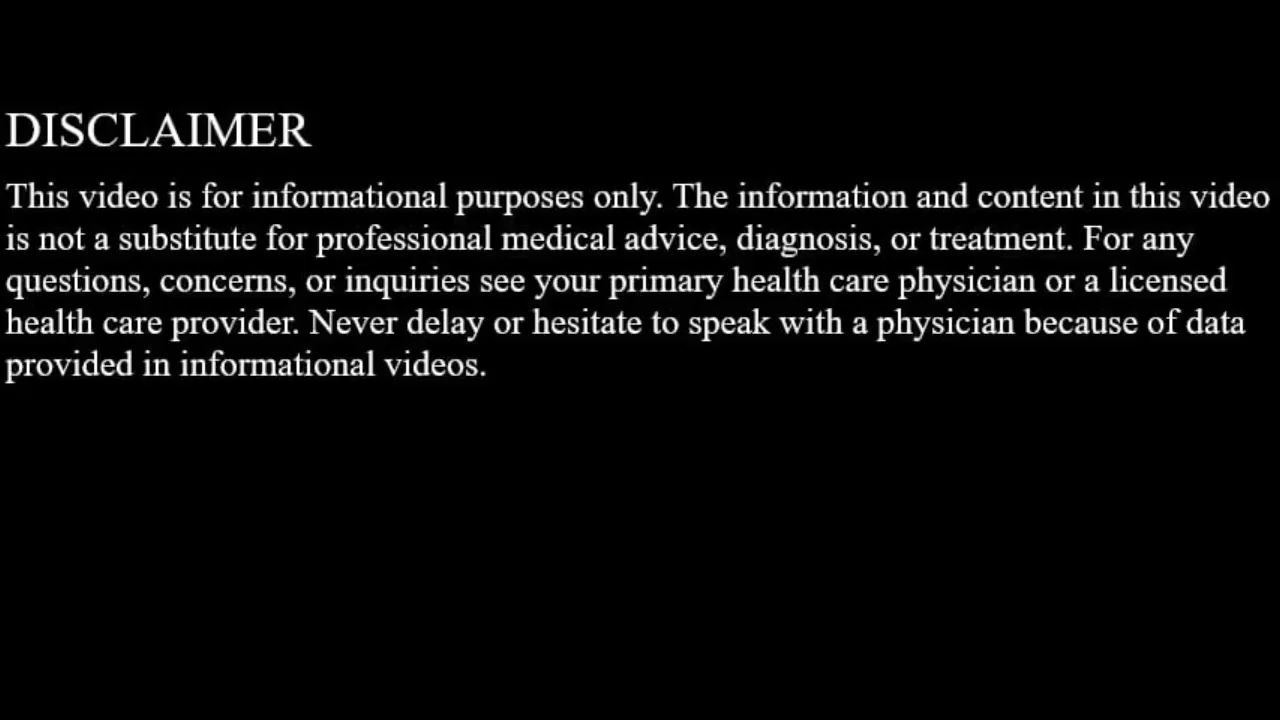 DISCLAIMER
This video is for informational purposes only. The information and content in this video
is not a substitute for professional medical advice, diagnosis, or treatment. For any
questions, concerns, or inquiries see your primary health care physician or a licensed
health care provider. Never delay or hesitate to speak with a physician because of data
provided in informational videos.